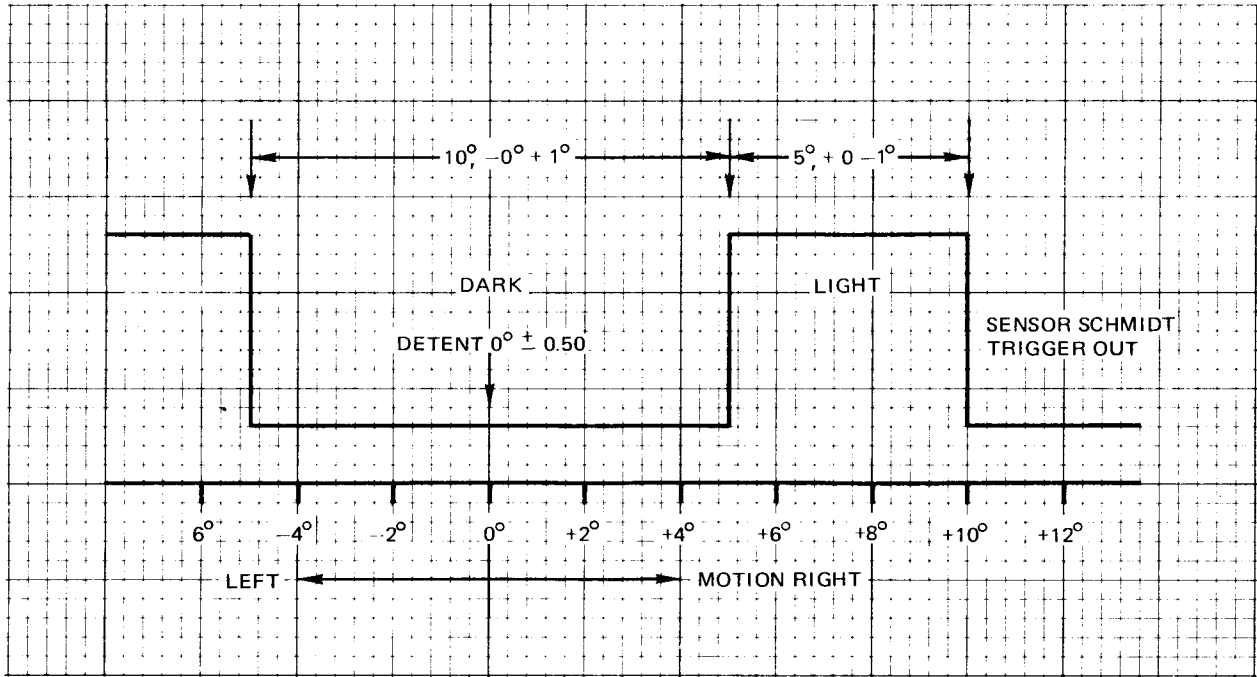 10°, –0° + 1°
5°, + 0 –1°
DARK
LIGHT
DETENT 0° ± 0.50
SENSOR SCHMIDT
TRIGGER OUT
6° –4° –2° 0° +2° +4° +6° +8° +10° +12°
LEFT MOTION RIGHT